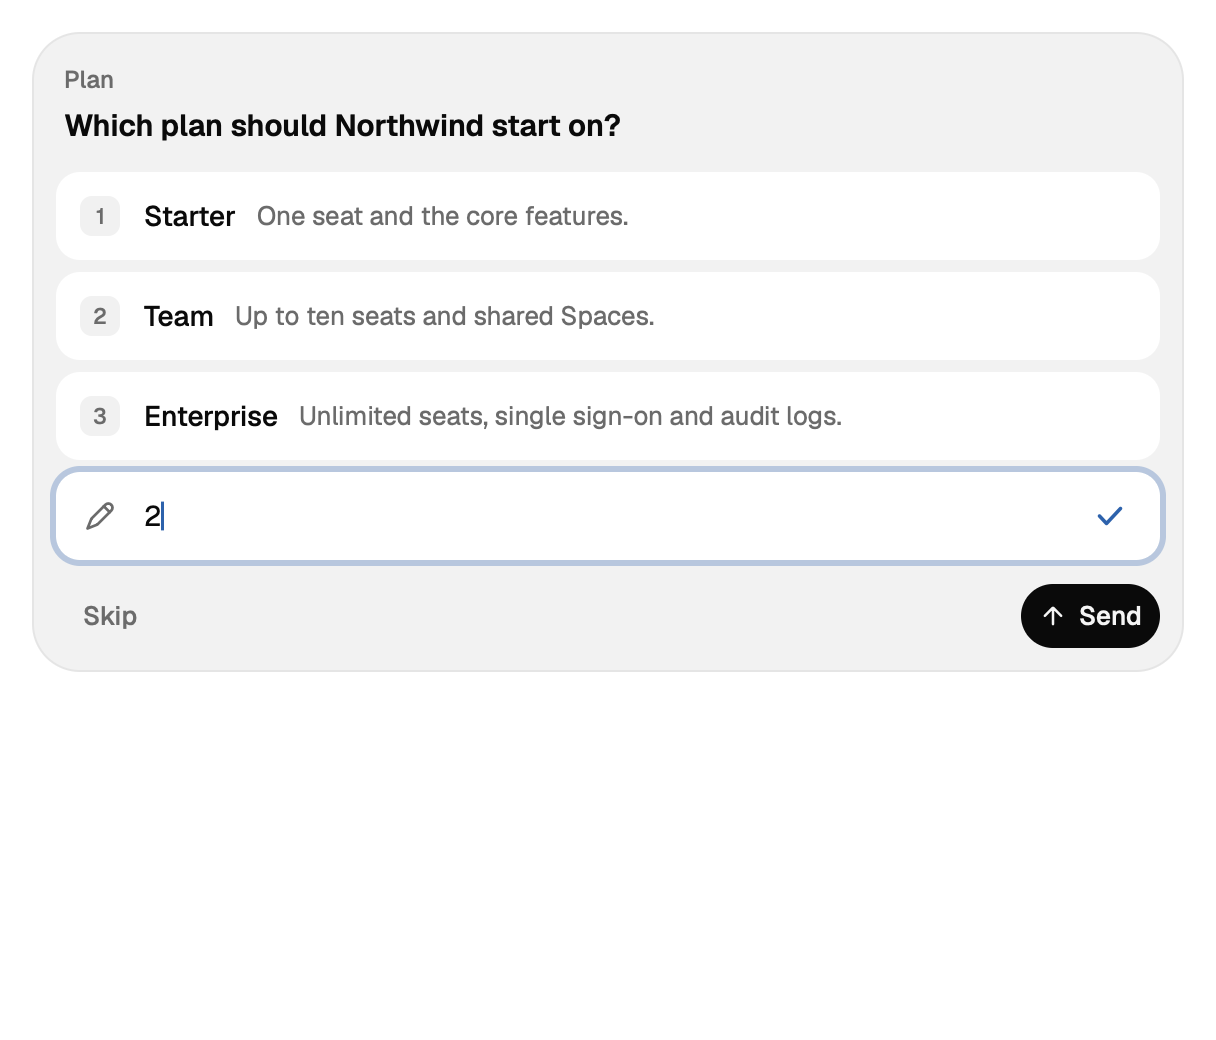 Plan
Which plan should Northwind start on?
1 Starter One seat and the core features.
2 Team Up to ten seats and shared Spaces.
3 Enterprise Unlimited seats, single sign-on and audit logs.
2
Skip Send